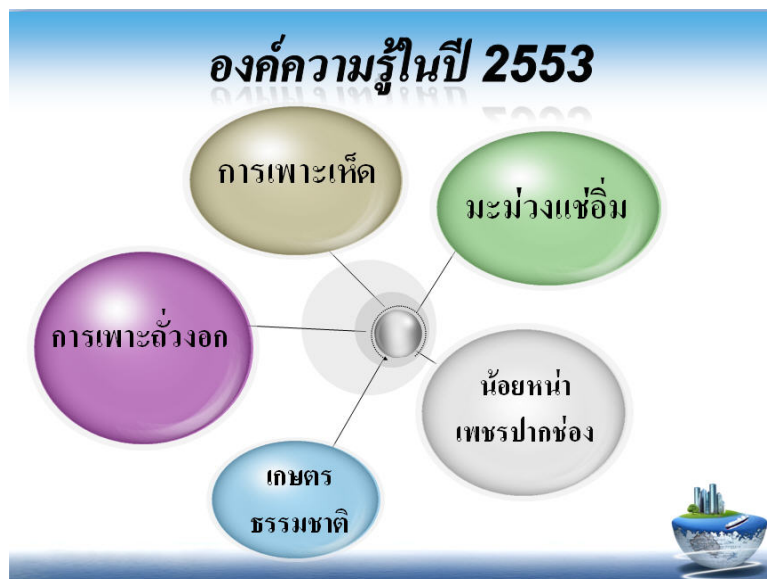 องค์ความรู้ในปี 2553
การเพาะเห็ด
มะม่วงแช่อิ่ม
การเพาะถั่วงอก
น้อยหน่า
เพชรปากช่อง
เกษตร
ธรรมชาติ